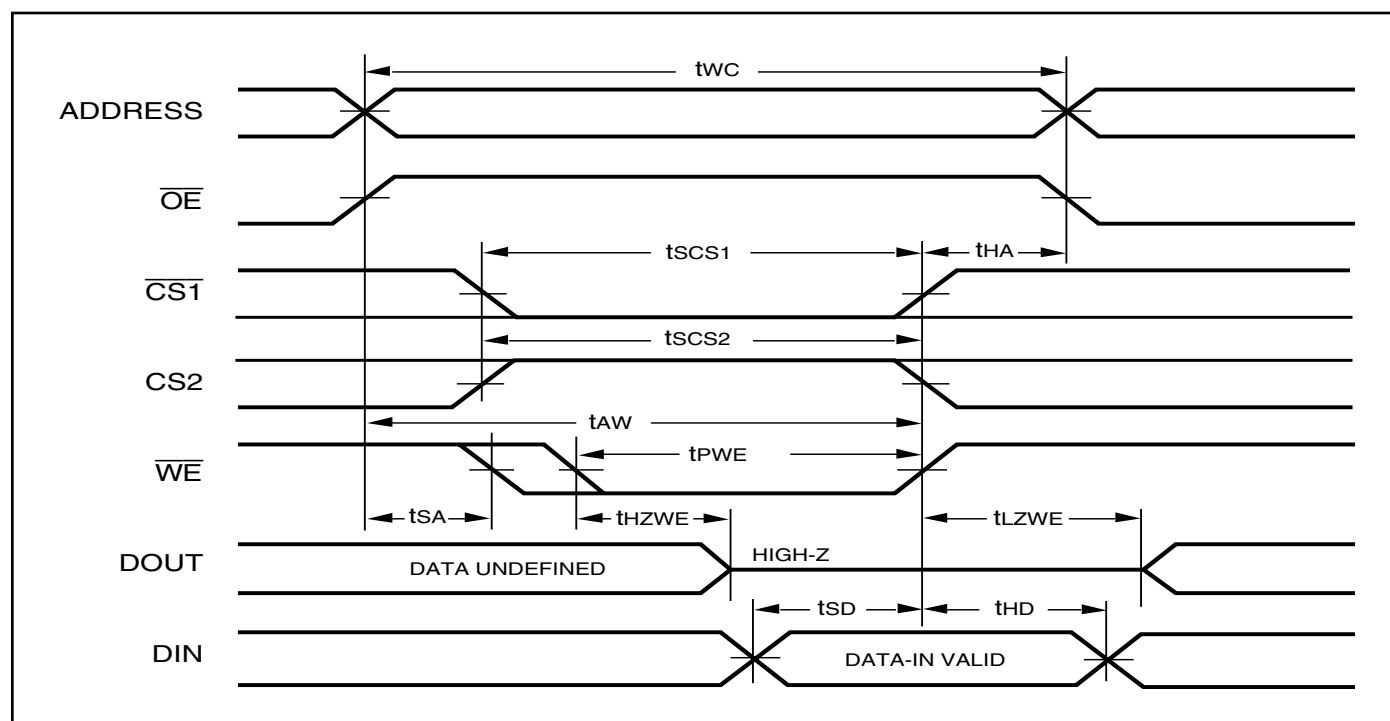 tWC
ADDRESS
OE
tSCS1
tHA
CS1
tSCS2
CS2
tAW
WE
tPWE
tSA
tHZWE
tLZWE
DOUT
DATA UNDEFINED
HIGH-Z
tSD
tHD
DIN
DATA-IN VALID